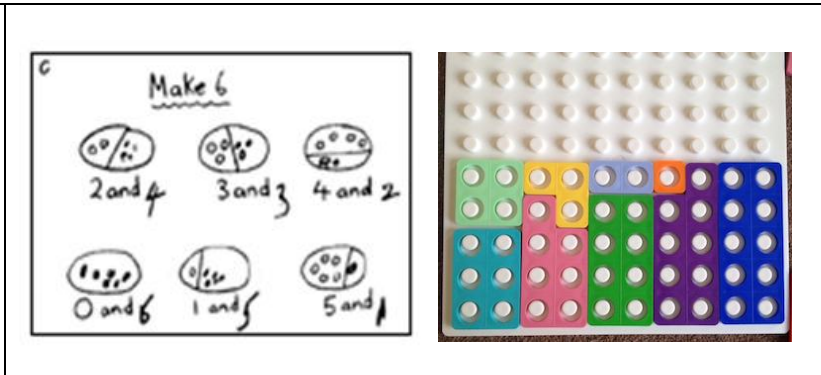 C
Make 6
2 and 4 3 and 3 4 and 2
0 and 6 1 and 5 5 and 1